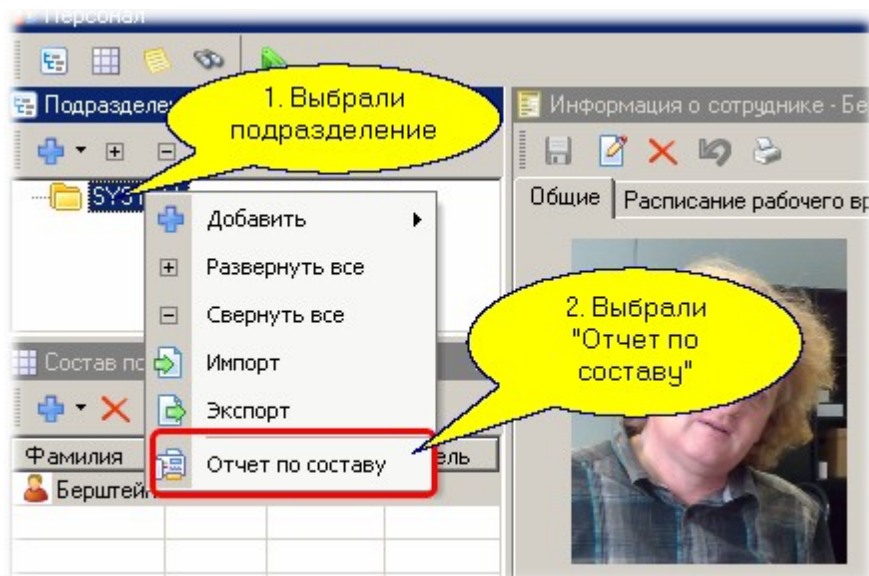 Персонал
Подразделе
1. Выбрали
подразделение
Информация о сотруднике - Бе
SYST
Общие
Расписание рабочего вр
Добавить
Развернуть все
Свернуть все
Импорт
Экспорт
Отчет по составу
2. Выбрали
"Отчет по
составу"
Состав по
Фамилия
ель
Берштейн